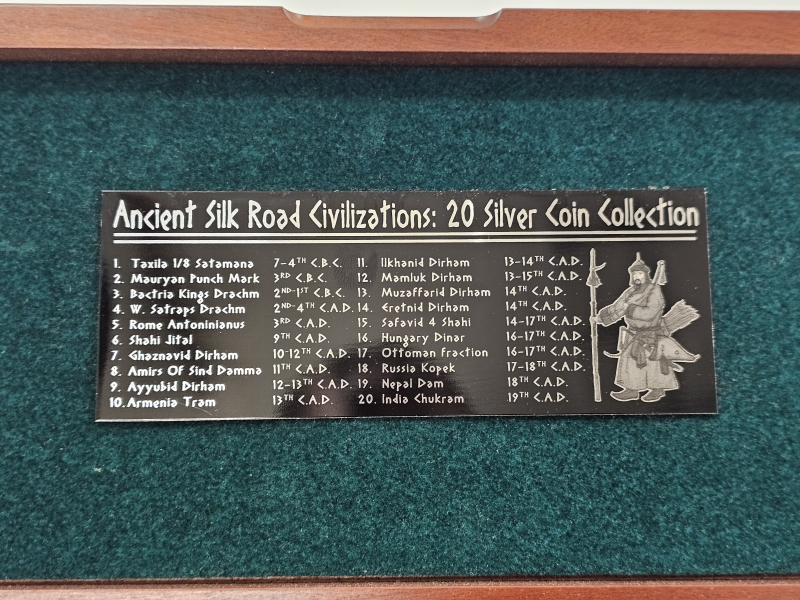 Ancient Silk Road Civilizations: 20 Silver Coin Collection
1. Taxila 1/8 Satamana 7-4TH C.B.C.
2. Mauryan Punch Mark 3RD C.B.C.
3. Bactria Kings Drachm 2ND-1ST C.B.C.
4. W. Satraps Drachm 2ND-4TH C.A.D.
5. Rome Antoninianus 3RD C.A.D.
6. Shahi Jital 9TH C.A.D.
7. Ghaznavid Dirham 10-12TH C.A.D.
8. Amirs Of Sind Damma 11TH C.A.D.
9. Ayyubid Dirham 12-13TH C.A.D.
10. Armenia Tram 13TH C.A.D.
11. Ilkhanid Dirham 13-14TH C.A.D.
12. Mamluk Dirham 13-15TH C.A.D.
13. Muzaffarid Dirham 14TH C.A.D.
14. Eretnid Dirham 14TH C.A.D.
15. Safavid 4 Shahi 14-17TH C.A.D.
16. Hungary Dinar 16-17TH C.A.D.
17. Ottoman fraction 16-17TH C.A.D.
18. Russia Kopek 17-18TH C.A.D.
19. Nepal Dam 18TH C.A.D.
20. India Chukram 19TH C.A.D.